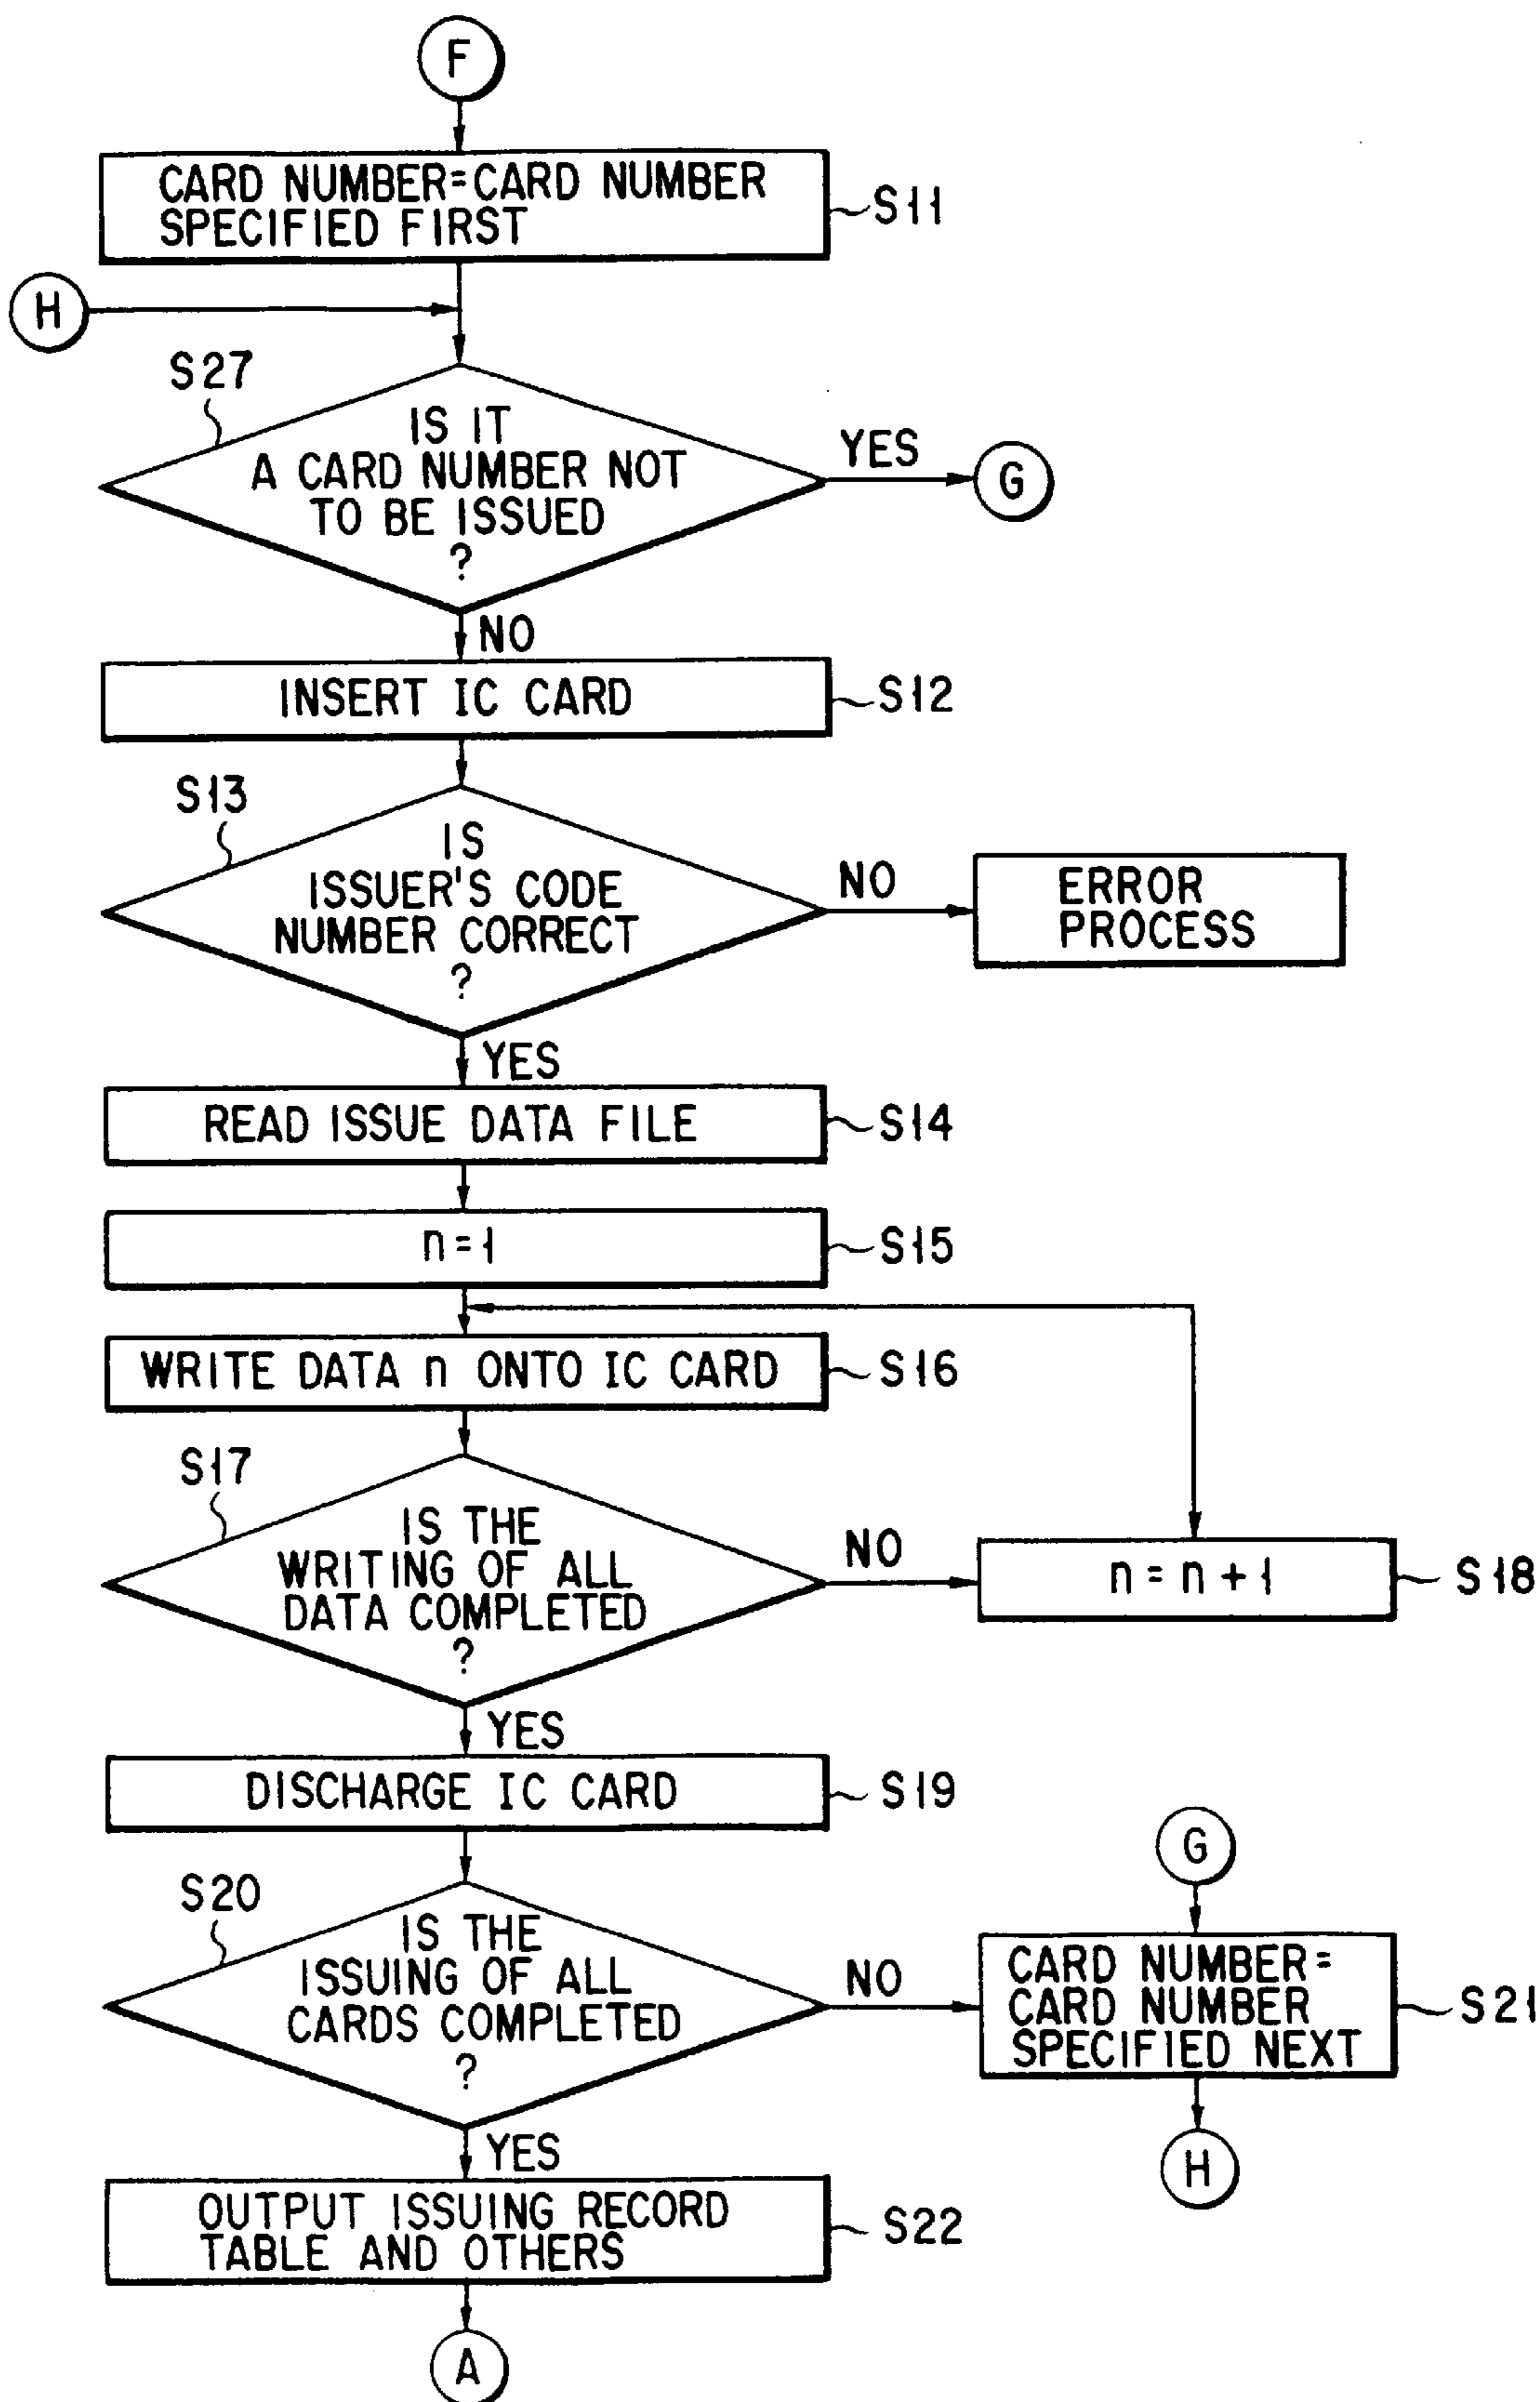 F
CARD NUMBER=CARD NUMBER
SPECIFIED FIRST
S11
H
S27
IS IT
A CARD NUMBER NOT
TO BE ISSUED
?
YES
G
NO
INSERT IC CARD
S12
S13
IS
ISSUER'S CODE
NUMBER CORRECT
?
NO
ERROR
PROCESS
YES
READ ISSUE DATA FILE
S14
n=1
S15
WRITE DATA n ONTO IC CARD
S16
S17
IS THE
WRITING OF ALL
DATA COMPLETED
?
NO
n=n+1
S18
YES
DISCHARGE IC CARD
S19
S20
IS THE
ISSUING OF ALL
CARDS COMPLETED
?
NO
G
CARD NUMBER=
CARD NUMBER
SPECIFIED NEXT
S21
H
YES
OUTPUT ISSUING RECORD
TABLE AND OTHERS
S22
A